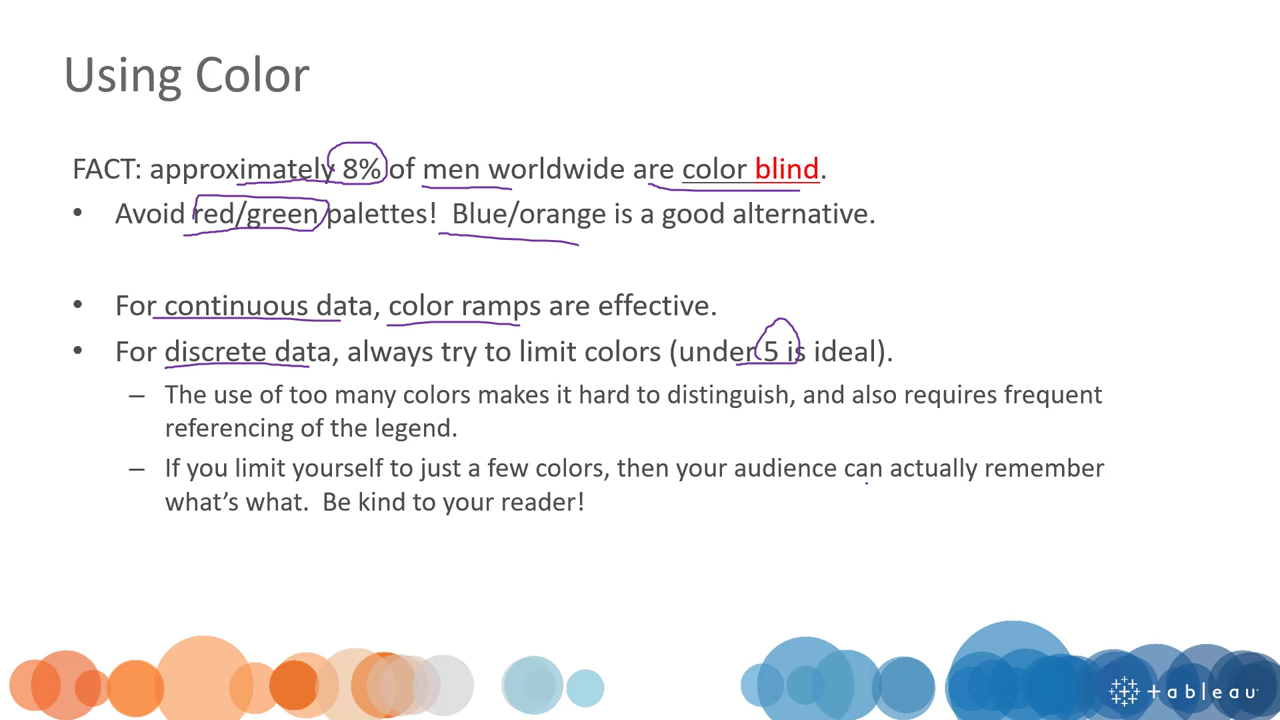 Using Color
FACT: approximately 8% of men worldwide are color blind.
• Avoid red/green palettes!  Blue/orange is a good alternative.
• For continuous data, color ramps are effective.
• For discrete data, always try to limit colors (under 5 is ideal).
– The use of too many colors makes it hard to distinguish, and also requires frequent
referencing of the legend.
– If you limit yourself to just a few colors, then your audience can actually remember
what’s what.  Be kind to your reader!
+ableau